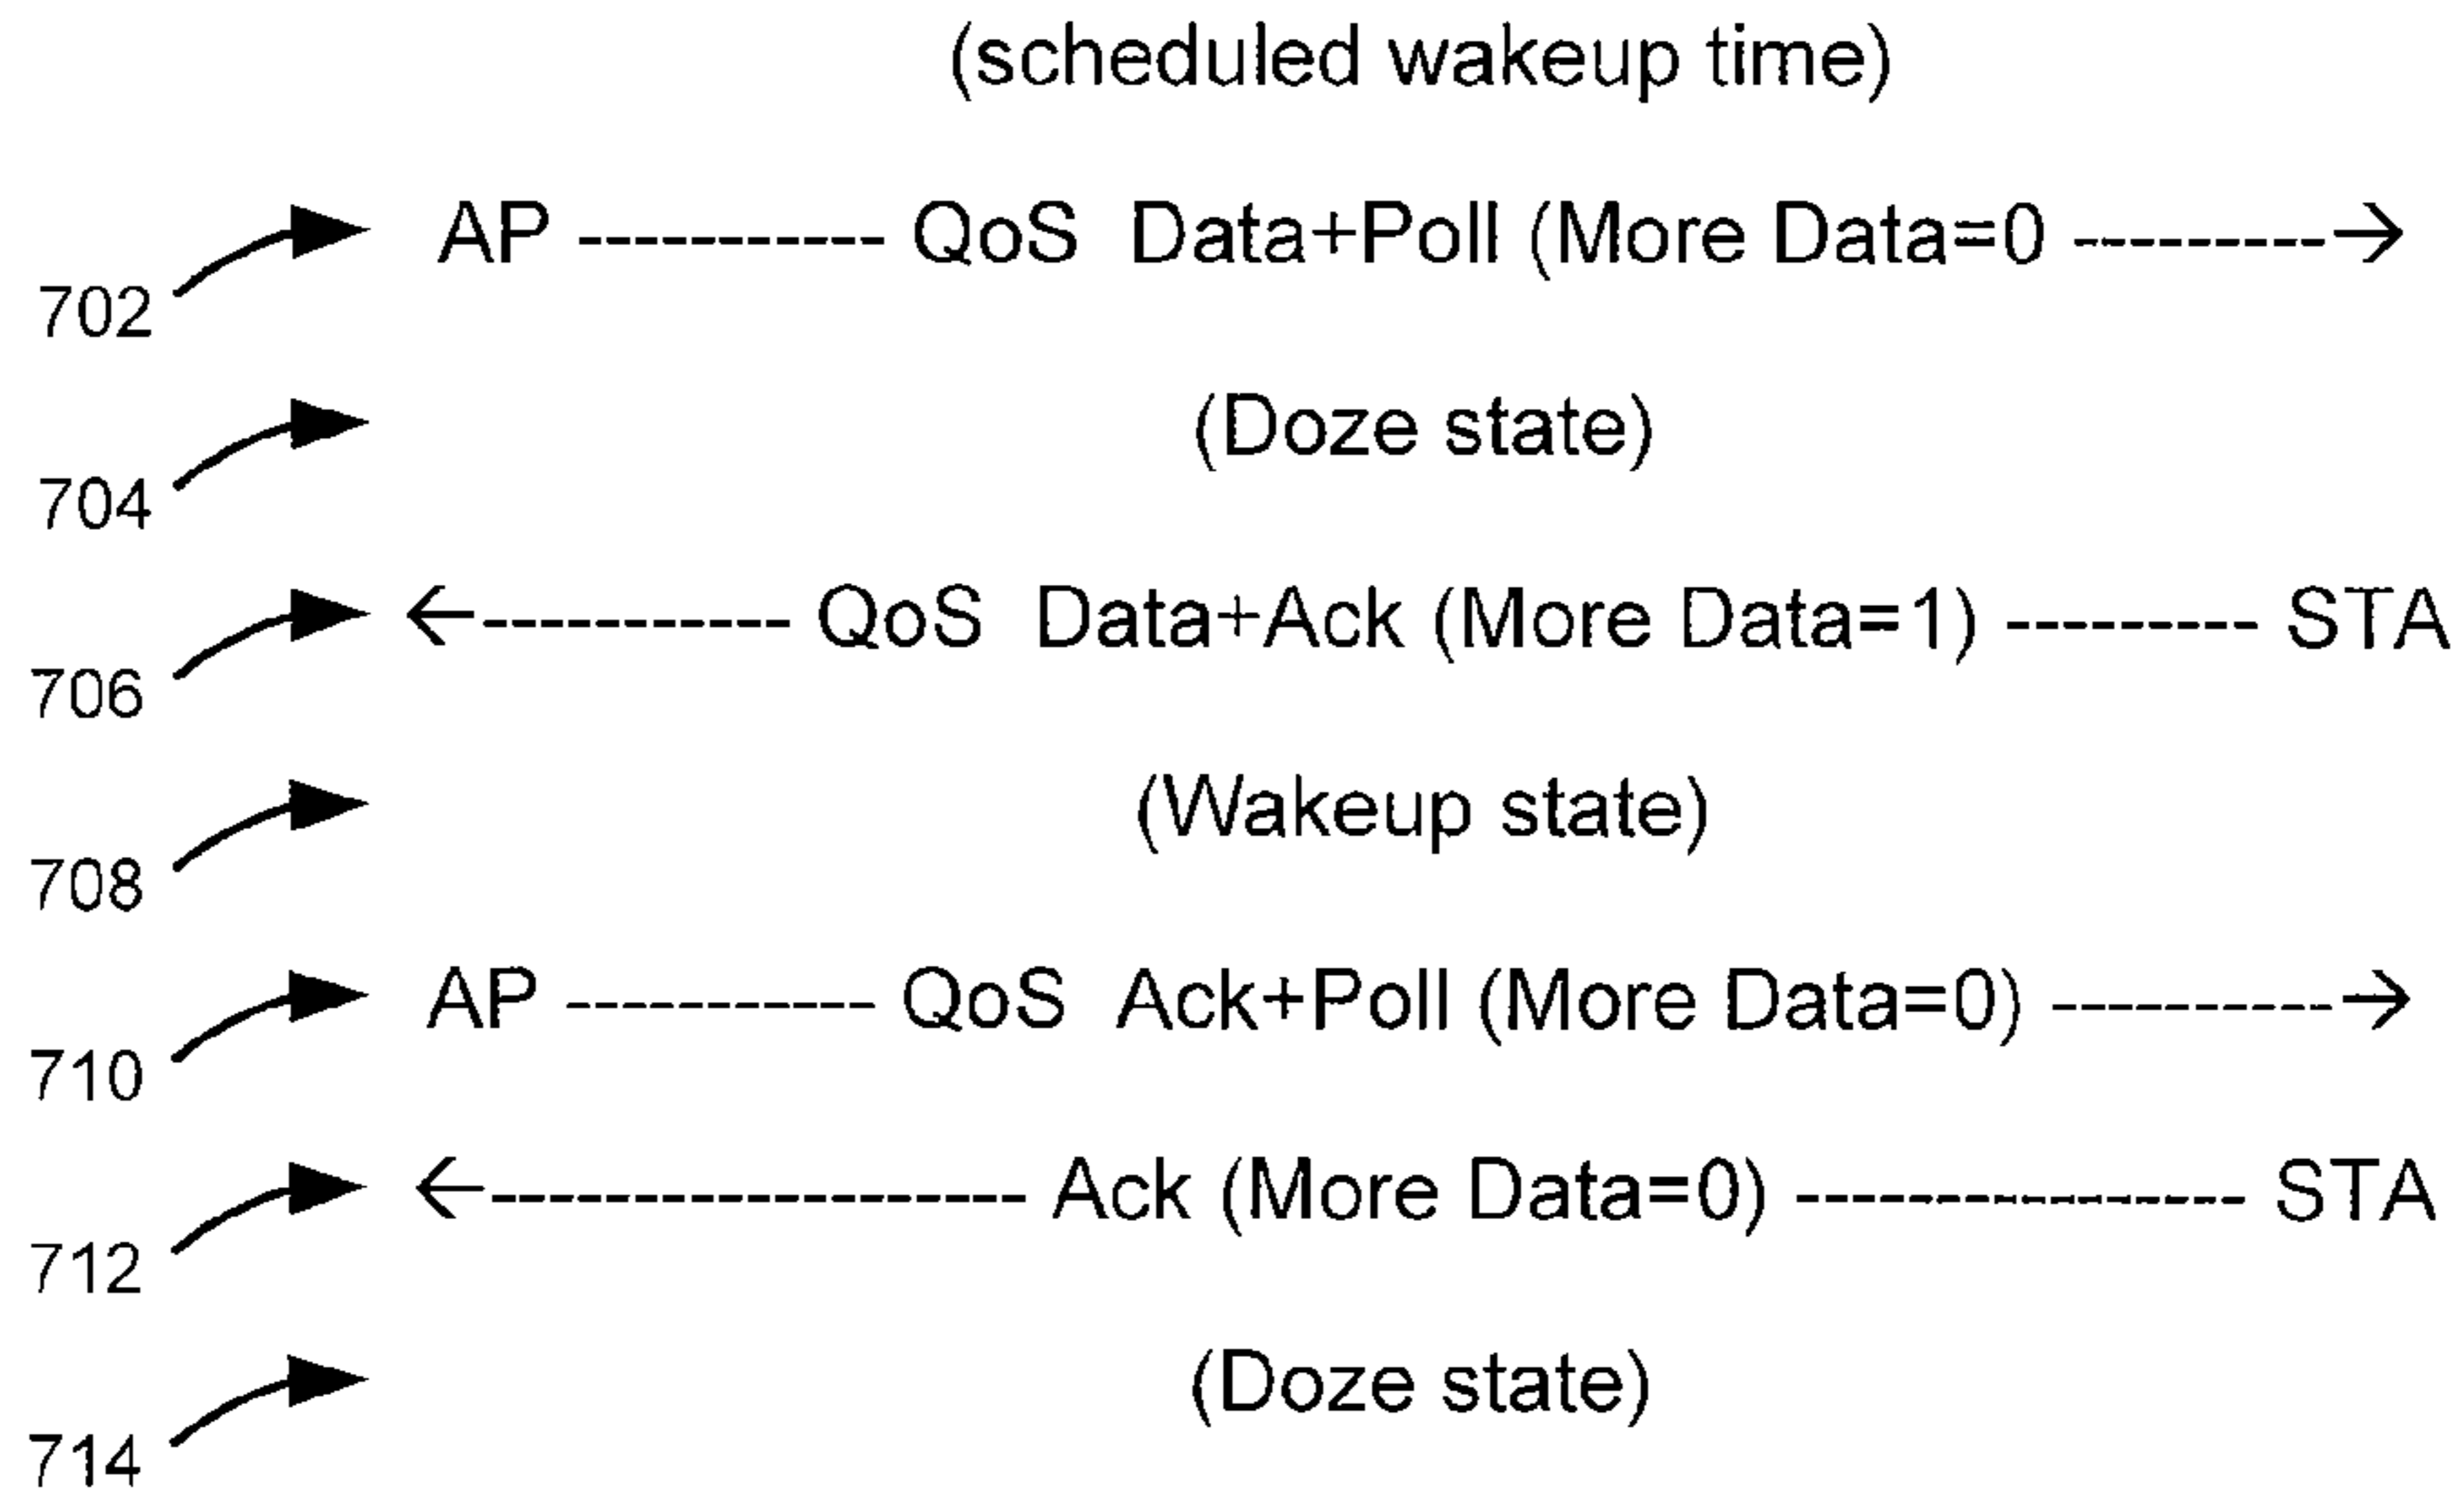 (scheduled wakeup time)
AP ----------- QoS Data+Poll (More Data=0 --------->
702
(Doze state)
704
<----------- QoS Data+Ack (More Data=1) --------- STA
706
(Wakeup state)
708
AP ----------- QoS Ack+Poll (More Data=0) ---------->
710
<------------------- Ack (More Data=0) ---------------- STA
712
(Doze state)
714